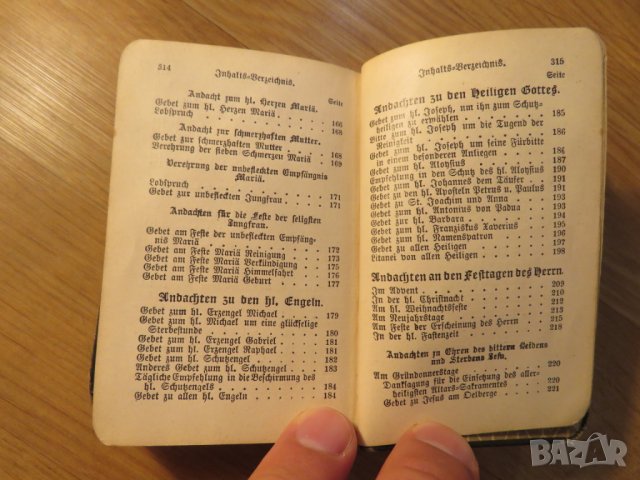 314
Inhalts-Verzeichnis.
Seite
Andacht zum hl. Herzen Mariä.
Gebet zum hl. Herzen Mariä . . . 166
Lobspruch . . . 168
Andacht zur schmerzhaften Mutter.
Gebet zur schmerzhaften Mutter . . . 168
Verehrung der sieben Schmerzen Mariä . . . 169
Verehrung der unbefleckten Empfängnis
Mariä.
Lobspruch . . . 171
Gebet zur unbefleckten Jungfrau . . . 171
Andachten für die Feste der seligsten
Jungfrau.
Gebet am Feste der unbefleckten Empfäng-
nis Mariä . . . 172
Gebet am Feste Mariä Reinigung . . . 173
Gebet am Feste Mariä Verkündigung . . . 175
Gebet am Feste Mariä Himmelfahrt . . . 176
Gebet am Feste Mariä Geburt . . . 177
Andachten zu den hl. Engeln.
Gebet zum hl. Erzengel Michael . . . 179
Gebet zum hl. Michael um eine glückselige
Sterbestunde . . . 180
Gebet zum hl. Erzengel Gabriel . . . 181
Gebet zum hl. Erzengel Raphael . . . 181
Gebet zum hl. Schutzengel . . . 182
Anderes Gebet zum hl. Schutzengel . . . 183
Tägliche Empfehlung in die Beschirmung des
hl. Schutzengels . . . 184
Gebet zu allen hl. Engeln . . . 184
Inhalts-Verzeichnis.
315
Seite
Andachten zu den Heiligen Gottes.
Gebet zum hl. Joseph, um ihn zum Schutz-
heiligen zu erwählen . . . 185
Bitte zum hl. Joseph um die Tugend der
Reinigkeit . . . 186
Gebet zum hl. Joseph um seine Fürbitte
in einem besonderen Anliegen . . . 187
Gebet zum hl. Aloysius . . . 189
Empfehlung in den Schutz des hl. Aloysius . . . 190
Gebet zum hl. Johannes dem Täufer . . . 191
Gebet zu den hl. Aposteln Petrus u. Paulus . . . 191
Gebet zu St. Joachim und Anna . . . 193
Gebet zum hl. Antonius von Padua . . . 194
Gebet zur hl. Barbara . . . 194
Gebet zum hl. Franziskus Xaverius . . . 195
Gebet zum hl. Namenspatron . . . 196
Gebet zu allen Heiligen . . . 197
Litanei von allen Heiligen . . . 198
Andachten an den Festtagen des Herrn.
Im Advent . . . 209
In der hl. Christnacht . . . 210
Am hl. Weihnachtsfeste . . . 212
Am Neujahrstage . . . 213
Am Feste der Erscheinung des Herrn . . . 215
In der hl. Fastenzeit . . . 218
Andachten zu Ehren des bittern Leidens
und Sterbens Jesu.
Am Gründonnerstage . . . 220
Danksagung für die Einsetzung des aller-
heiligsten Altars-Sakramentes . . . 220
Gebet zu Jesus am Oelberge . . . 221
BAZAR